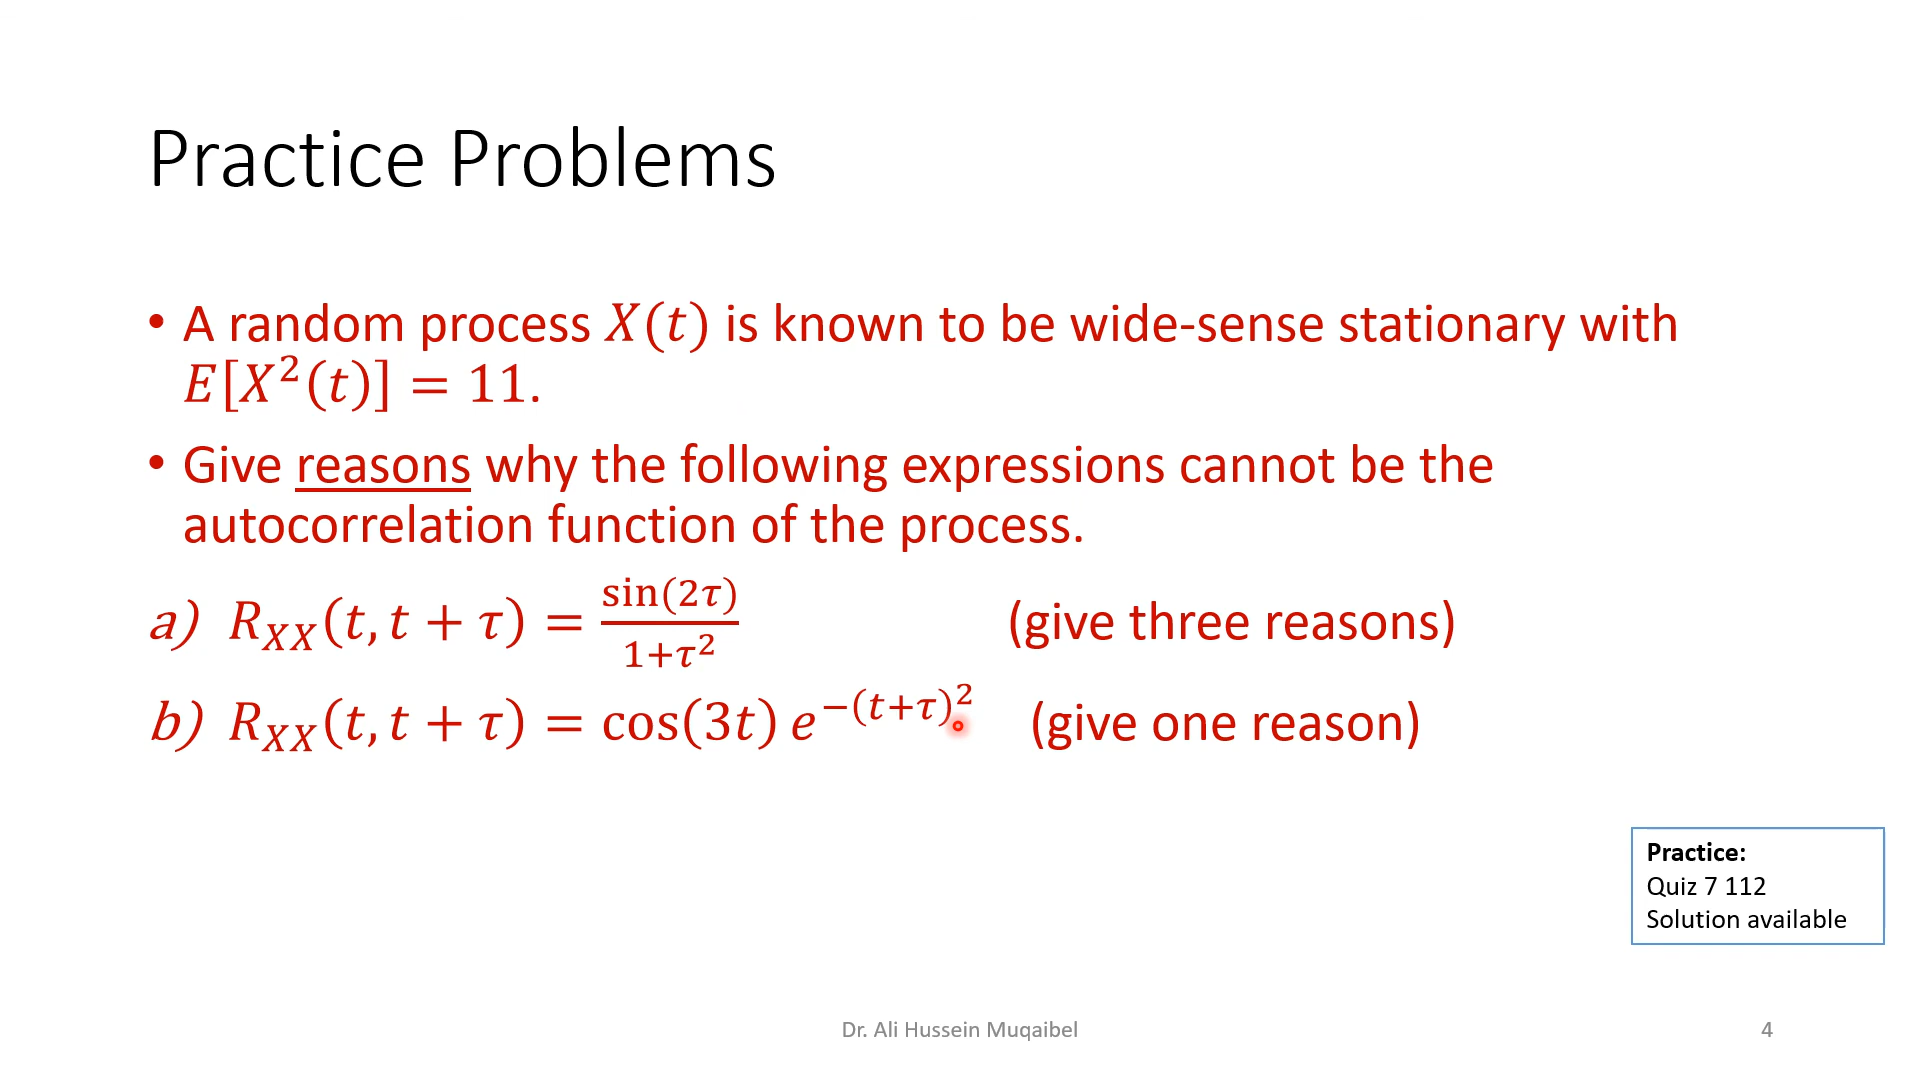 Practice Problems
• A random process X(t) is known to be wide-sense stationary with
E[X²(t)] = 11.
• Give reasons why the following expressions cannot be the
autocorrelation function of the process.
a) R_XX(t, t + τ) = sin(2τ)/(1+τ²) (give three reasons)
b) R_XX(t, t + τ) = cos(3t) e^−(t+τ)² (give one reason)
Practice:
Quiz 7 112
Solution available
Dr. Ali Hussein Muqaibel
4